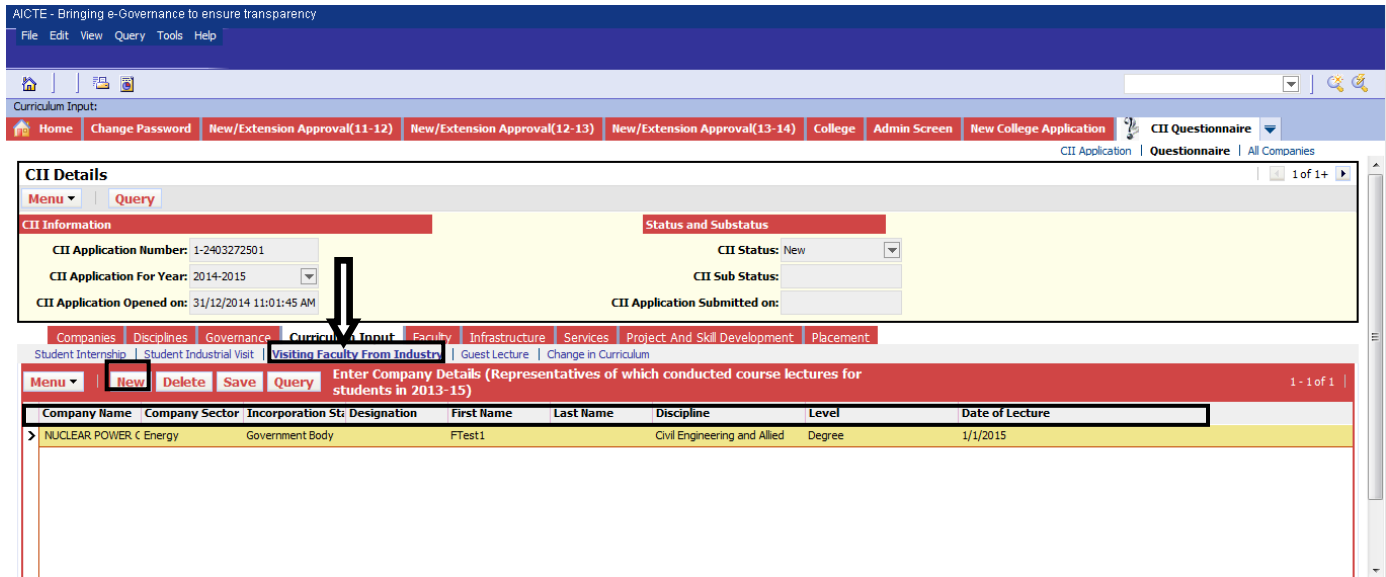 AICTE - Bringing e-Governance to ensure transparency
File Edit View Query Tools Help
Curriculum Input:
Home Change Password New/Extension Approval(11-12) New/Extension Approval(12-13) New/Extension Approval(13-14) College Admin Screen New College Application CII Questionnaire
CII Application | Questionnaire | All Companies
CII Details 1 of 1+
Menu Query
CII Information Status and Substatus
CII Application Number: 1-2403272501 CII Status: New
CII Application For Year: 2014-2015 CII Sub Status:
CII Application Opened on: 31/12/2014 11:01:45 AM CII Application Submitted on:
Companies Disciplines Governance Curriculum Input Faculty Infrastructure Services Project And Skill Development Placement
Student Internship | Student Industrial Visit | Visiting Faculty From Industry | Guest Lecture | Change in Curriculum
Menu New Delete Save Query Enter Company Details (Representatives of which conducted course lectures for
students in 2013-15) 1 - 1 of 1
Company Name Company Sector Incorporation Sta Designation First Name Last Name Discipline Level Date of Lecture
NUCLEAR POWER C Energy Government Body FTest1 Civil Engineering and Allied Degree 1/1/2015